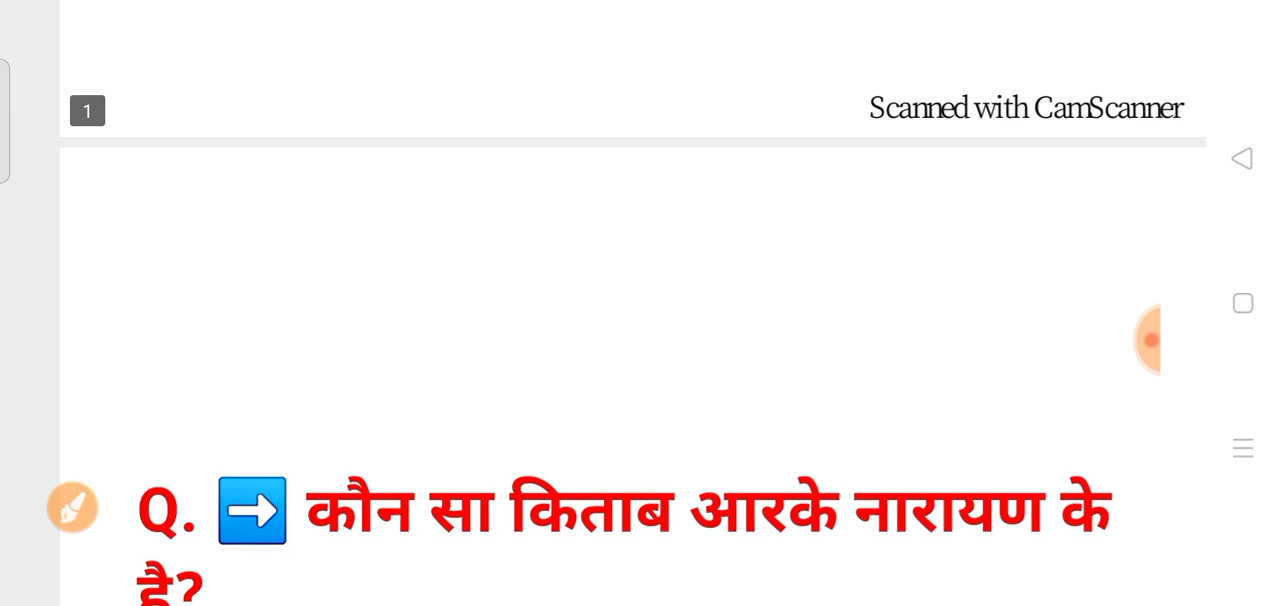 1
Scanned with CamScanner
Q. ➡ कौन सा किताब आरके नारायण के
है?